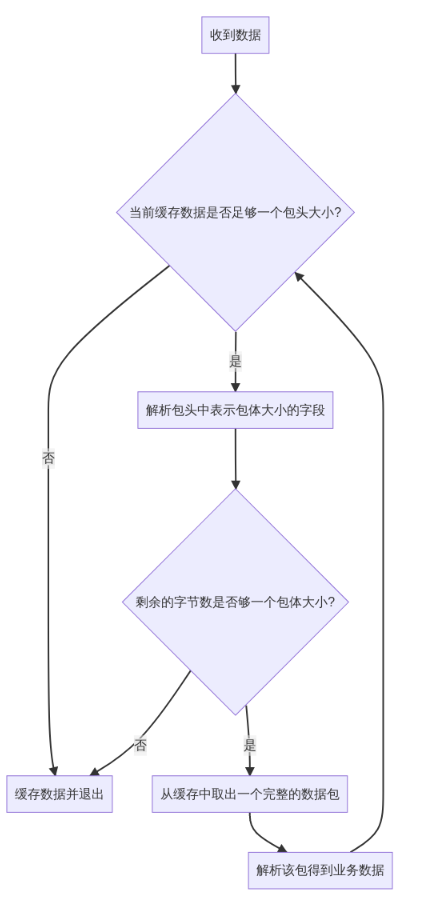 收到数据
当前缓存数据是否足够一个包头大小?
是
解析包头中表示包体大小的字段
否
剩余的字节数是否够一个包体大小?
否
是
缓存数据并退出
从缓存中取出一个完整的数据包
解析该包得到业务数据